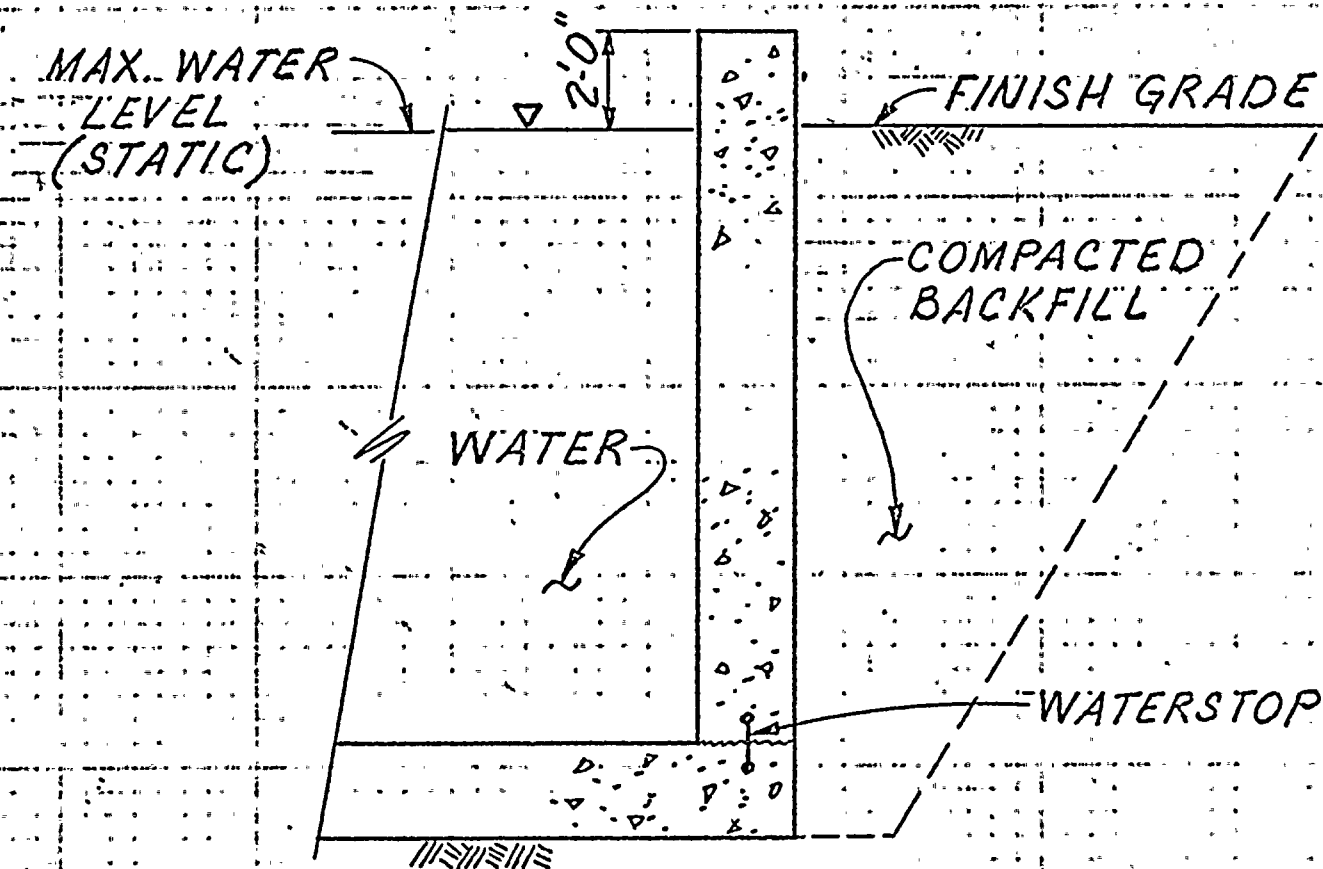 MAX. WATER
LEVEL
(STATIC)
2'-0"
FINISH GRADE
COMPACTED
BACKFILL
WATER
WATERSTOP